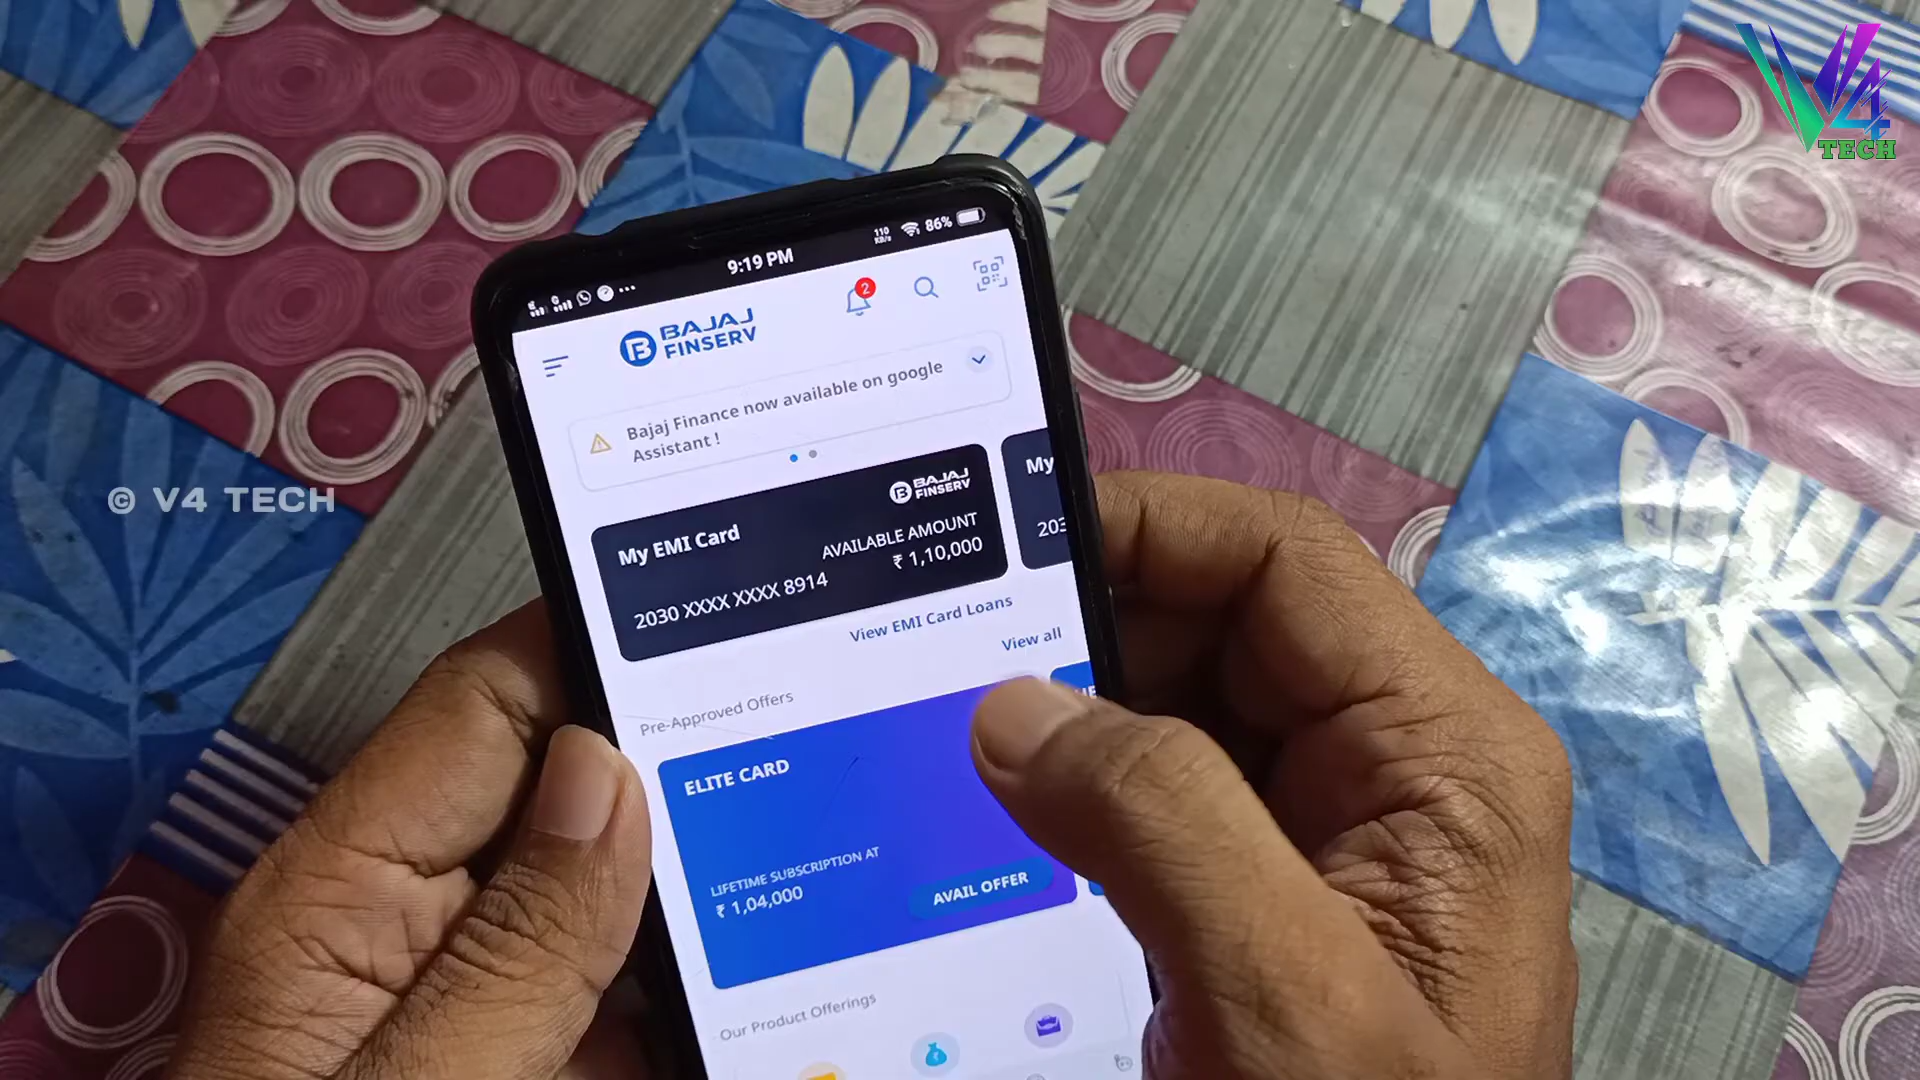 V4
TECH
9:19 PM
110
KB/s
86%
2
BAJAJ
FINSERV
Bajaj Finance now available on google
Assistant !
© V4 TECH
BAJAJ
FINSERV
My EMI Card
AVAILABLE AMOUNT
₹ 1,10,000
2030 XXXX XXXX 8914
My
203
View EMI Card Loans
View all
Pre-Approved Offers
ELITE CARD
LIFETIME SUBSCRIPTION AT
₹ 1,04,000
AVAIL OFFER
Our Product Offerings